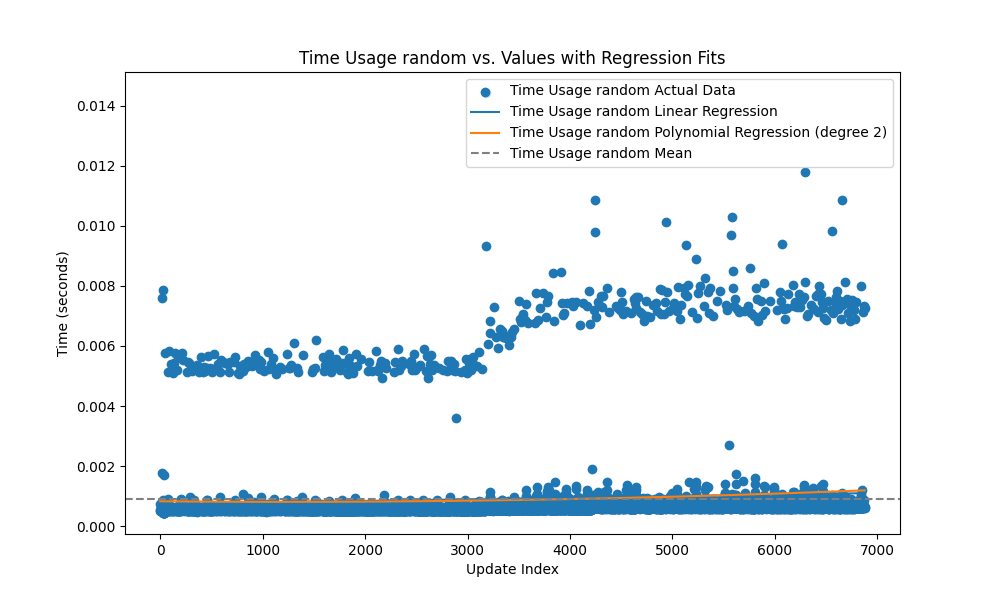 Time Usage random vs. Values with Regression Fits
Time Usage random Actual Data
Time Usage random Linear Regression
Time Usage random Polynomial Regression (degree 2)
Time Usage random Mean
Time (seconds)
0.014
0.012
0.010
0.008
0.006
0.004
0.002
0.000
0 1000 2000 3000 4000 5000 6000 7000
Update Index